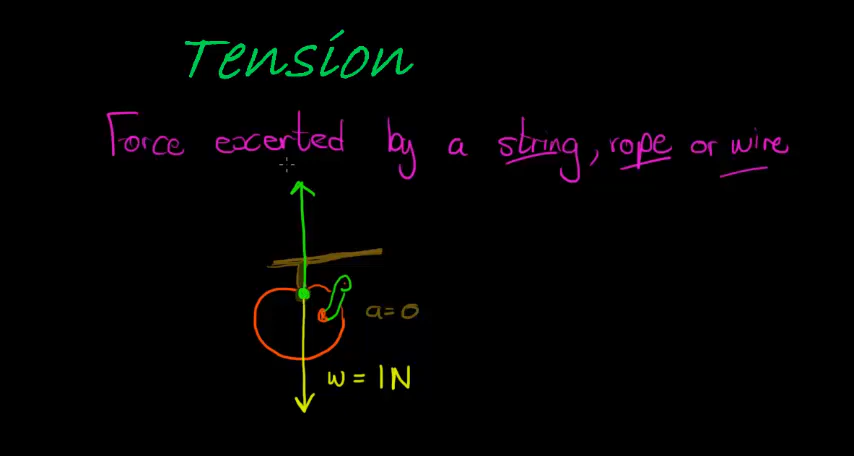 Tension
Force excerted by a string, rope or wire
a=0
w = 1N